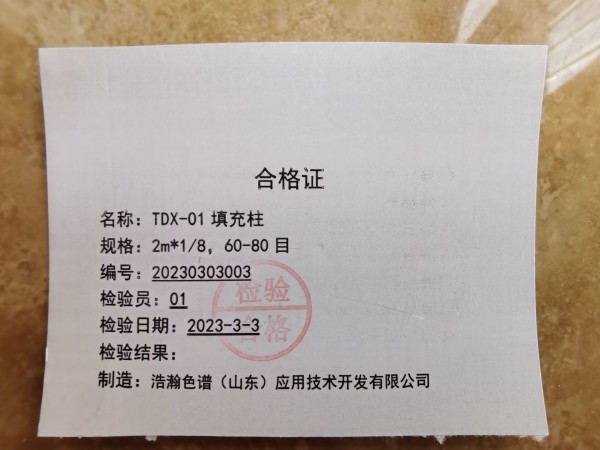 合格证
名称：TDX-01 填充柱
规格：2m*1/8，60-80 目
编号：20230303003
检验员：01
检验日期：2023-3-3
检验结果：
检验
合格
制造：浩瀚色谱（山东）应用技术开发有限公司